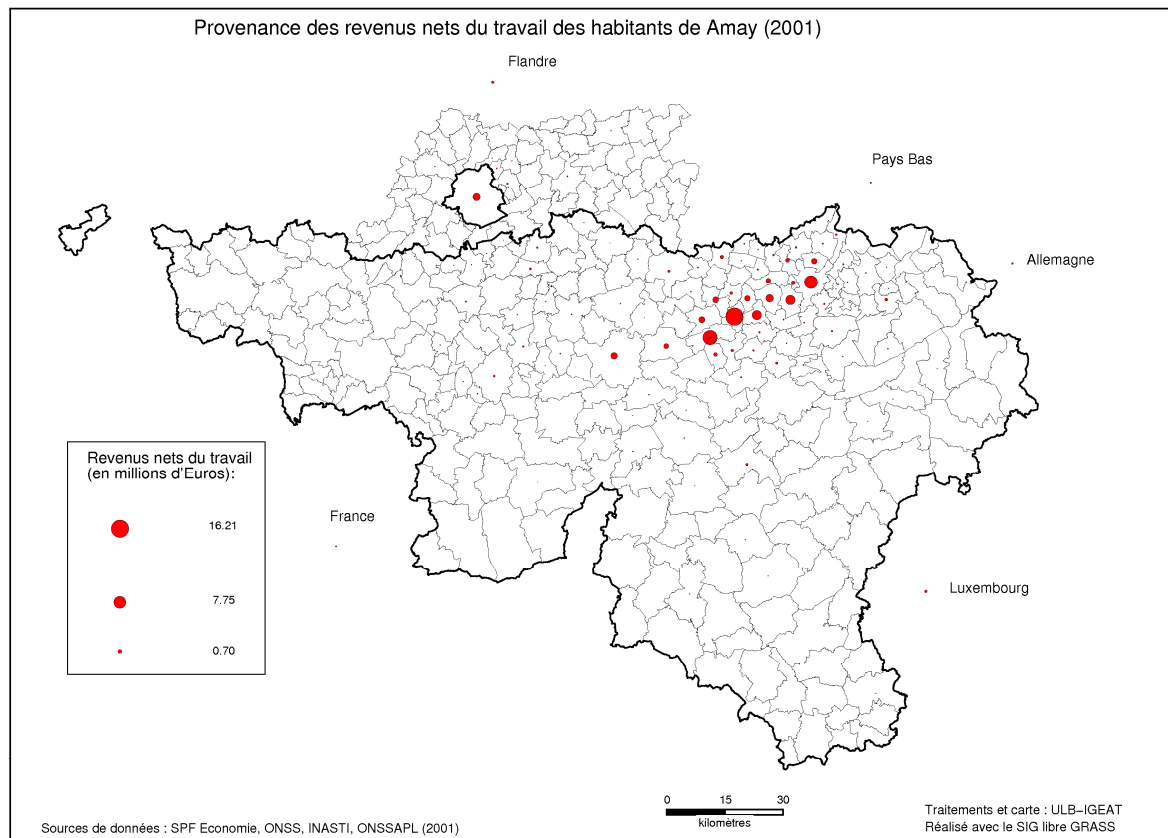 Provenance des revenus nets du travail des habitants de Amay (2001)
Flandre
Pays Bas
Allemagne
Revenus nets du travail
(en millions d'Euros):
16.21
7.75
0.70
France
Luxembourg
0 15 30
kilomètres
Sources de données : SPF Economie, ONSS, INASTI, ONSSAPL (2001)
Traitements et carte : ULB−IGEAT
Réalisé avec le SIG libre GRASS